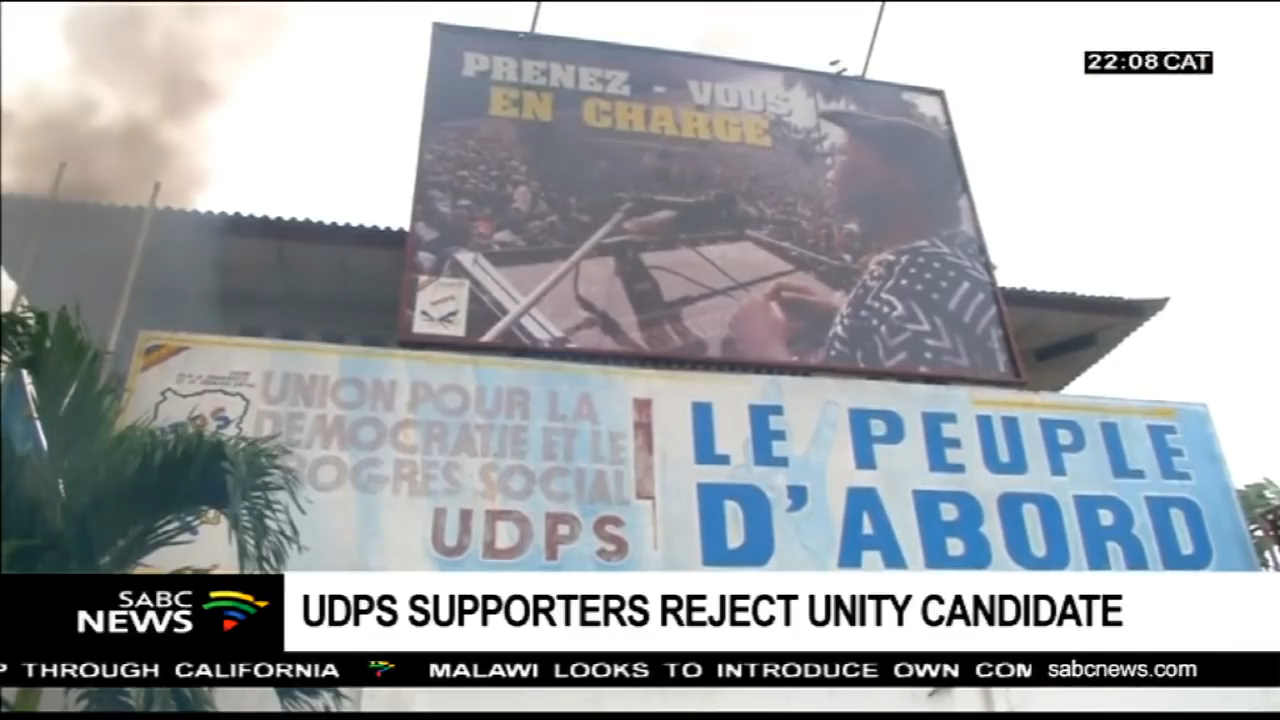 22:08 CAT
PRENEZ - VOUS
EN CHARGE
UNION POUR LA
DEMOCRATIE ET LE
PROGRES SOCIAL
UDPS
LE PEUPLE
D'ABORD
SABC
NEWS
UDPS SUPPORTERS REJECT UNITY CANDIDATE
P THROUGH CALIFORNIA MALAWI LOOKS TO INTRODUCE OWN COM sabcnews.com